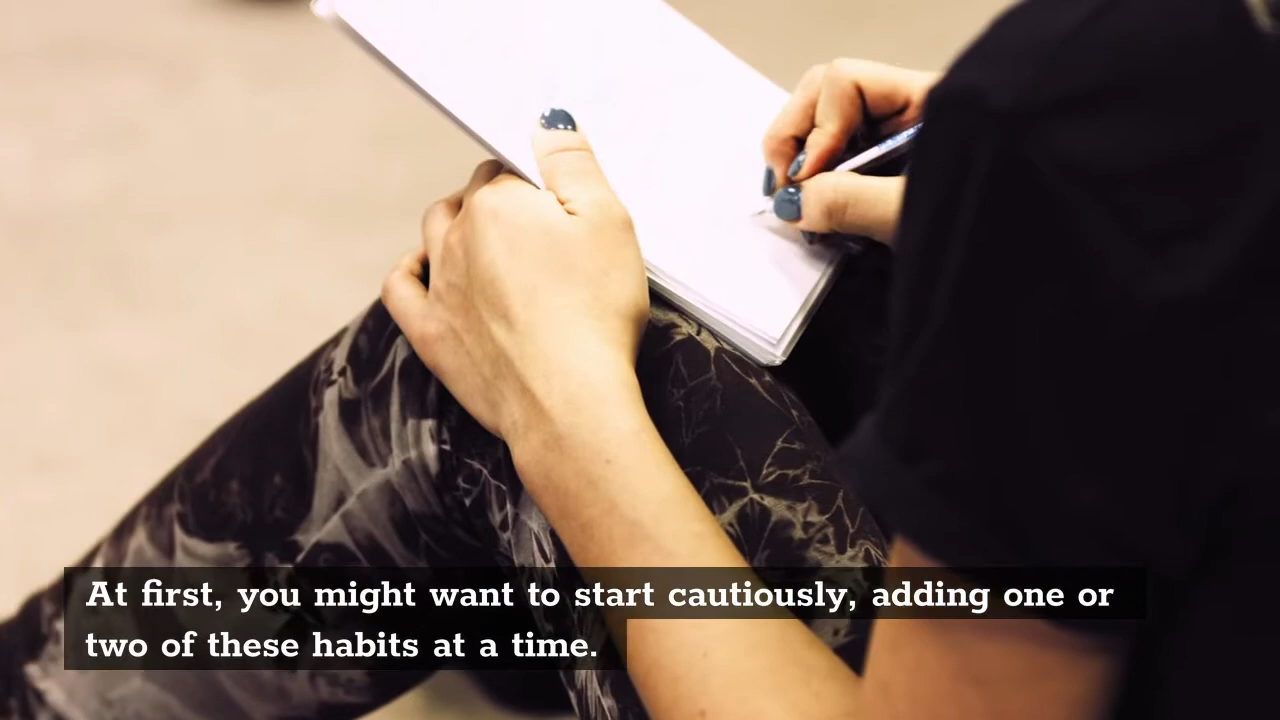 At first, you might want to start cautiously, adding one or
two of these habits at a time.